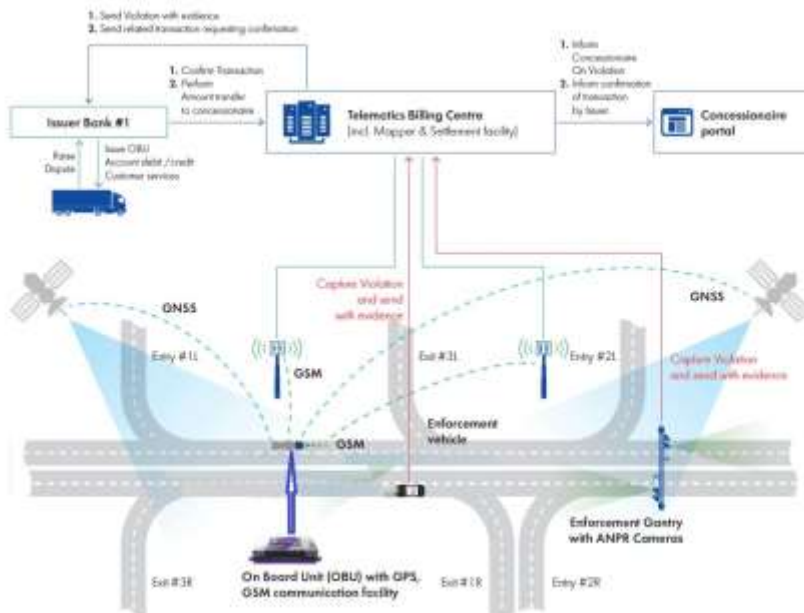 1. Send Violation with evidence
2. Send related transaction requesting confirmation
1. Confirm Transaction
2. Perform
Amount transfer
to concessionaire
1. Inform
Concessionaire
On Violation
2. Inform confirmation
of transaction
by Issuer
Issuer Bank #1
Telematics Billing Centre
(incl. Mapper & Settlement facility)
Concessionaire
portal
Raise
Dispute
Issue OBU
Account debit / credit
Customer services
GNSS
Capture Violation
and send
with evidence
GNSS
Entry #1L
GSM
Exit #3L
Entry #2L
Capture Violation
and send with evidence
GSM
Enforcement
vehicle
Enforcement Gantry
with ANPR Cameras
Exit #3R
On Board Unit (OBU) with GPS,
GSM communication facility
Exit #1R
Entry #2R